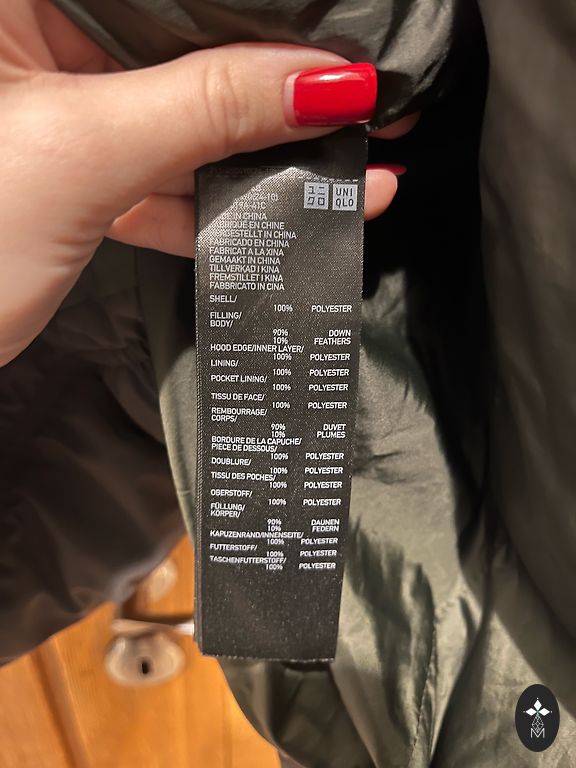 ユニ
クロ
UNI
QLO
IN CHINA
EN CHINE
IN CHINA
FABRICADO EN CHINA
FABRICAT A LA XINA
GEMAAKT IN CHINA
TILLVERKAD I KINA
FREMSTILLET I KINA
FABBRICATO IN CINA
SHELL/
100% POLYESTER
FILLING/
BODY/
90% DOWN
10% FEATHERS
HOOD EDGE/INNER LAYER/
100% POLYESTER
LINING/
100% POLYESTER
POCKET LINING/
100% POLYESTER
TISSU DE FACE/
100% POLYESTER
REMBOURRAGE/
CORPS/
90% DUVET
10% PLUMES
BORDURE DE LA CAPUCHE/
PIECE DE DESSOUS/
100% POLYESTER
DOUBLURE/
100% POLYESTER
TISSU DES POCHES/
100% POLYESTER
OBERSTOFF/
100% POLYESTER
FÜLLUNG/
KÖRPER/
90% DAUNEN
10% FEDERN
KAPUZENRAND/INNENSEITE/
100% POLYESTER
FUTTERSTOFF/
100% POLYESTER
TASCHENFUTTERSTOFF/
100% POLYESTER
M